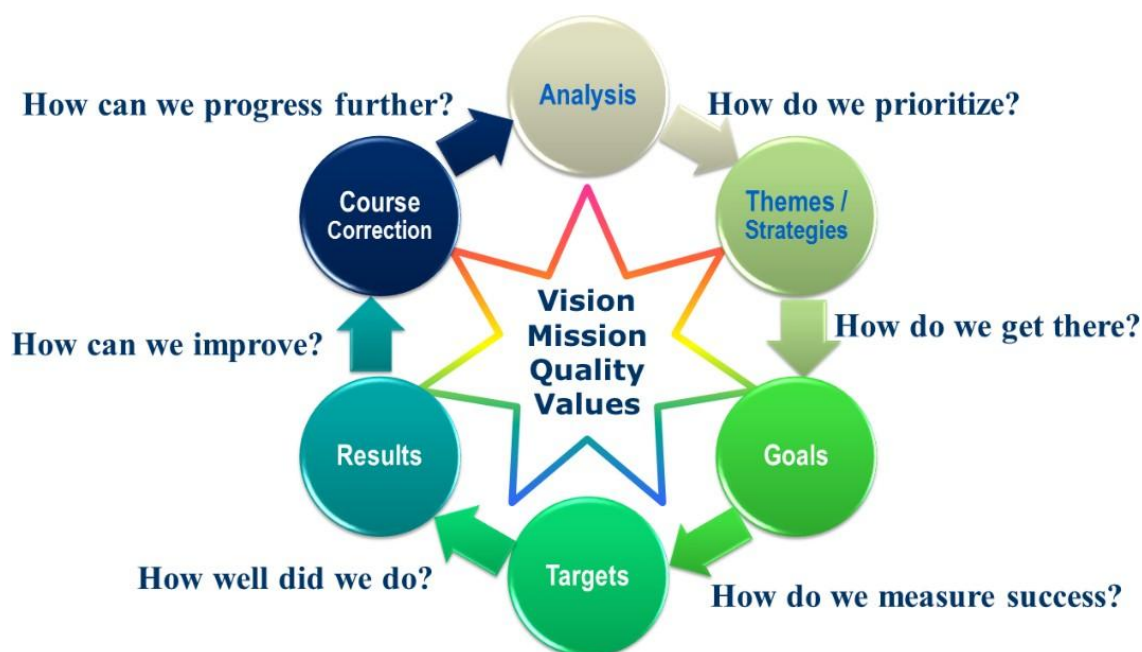 Analysis
How do we prioritize?
Themes /
Strategies
How do we get there?
Goals
How do we measure success?
Targets
How well did we do?
Results
How can we improve?
Course
Correction
How can we progress further?
Vision
Mission
Quality
Values